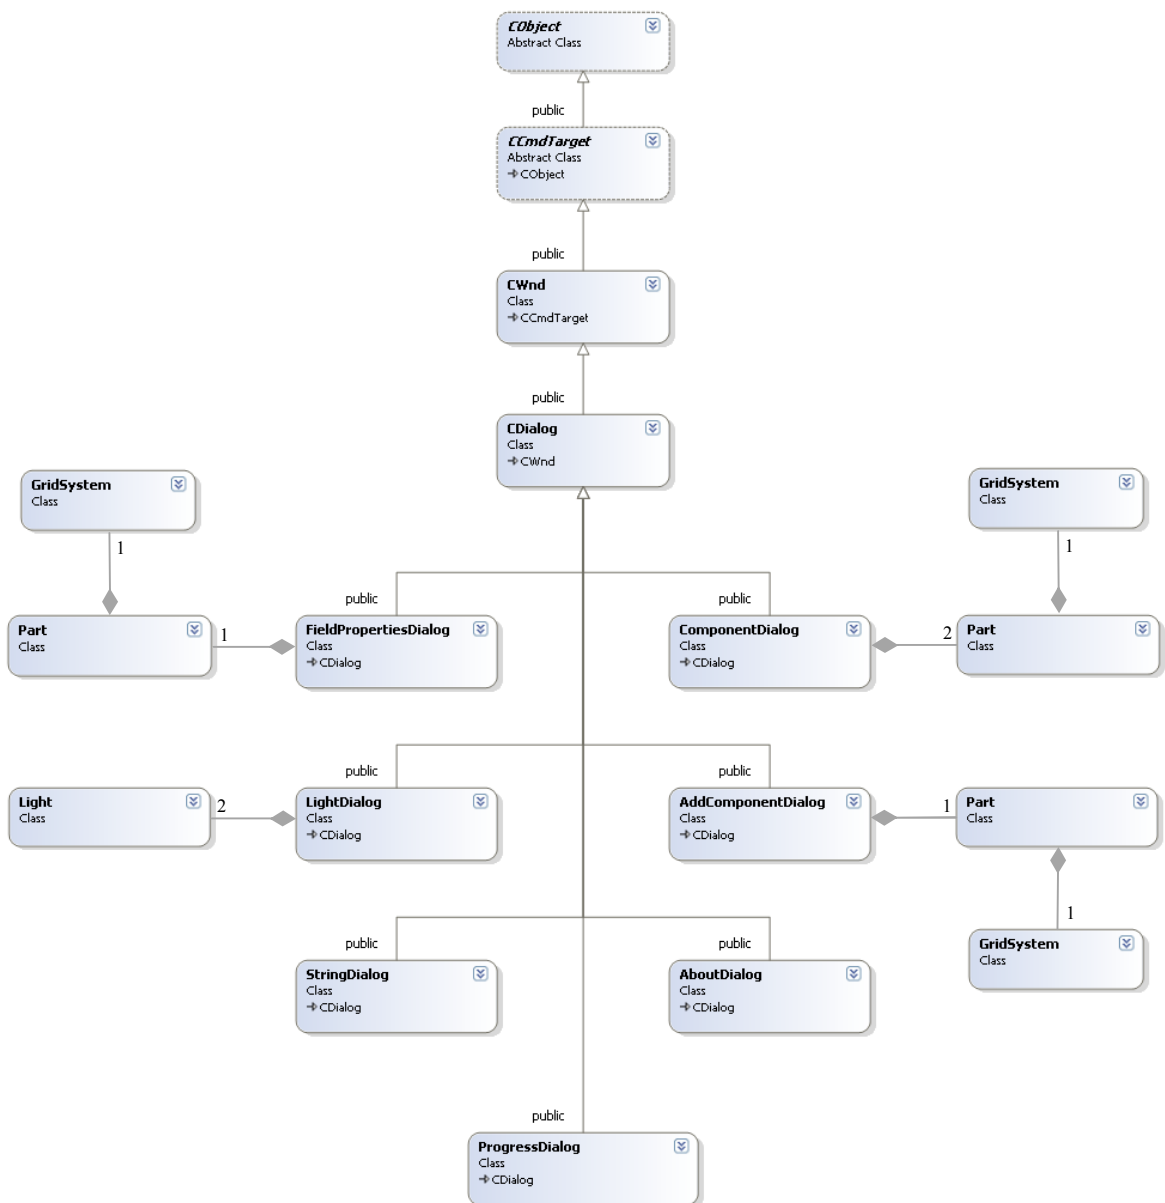 CObject
Abstract Class
public
CCmdTarget
Abstract Class
CObject
public
CWnd
Class
CCmdTarget
public
CDialog
Class
CWnd
GridSystem
Class
1
GridSystem
Class
1
public
public
Part
Class
1
FieldPropertiesDialog
Class
CDialog
ComponentDialog
Class
CDialog
2
Part
Class
public
public
Light
Class
2
LightDialog
Class
CDialog
AddComponentDialog
Class
CDialog
1
Part
Class
1
GridSystem
Class
public
public
StringDialog
Class
CDialog
AboutDialog
Class
CDialog
public
ProgressDialog
Class
CDialog